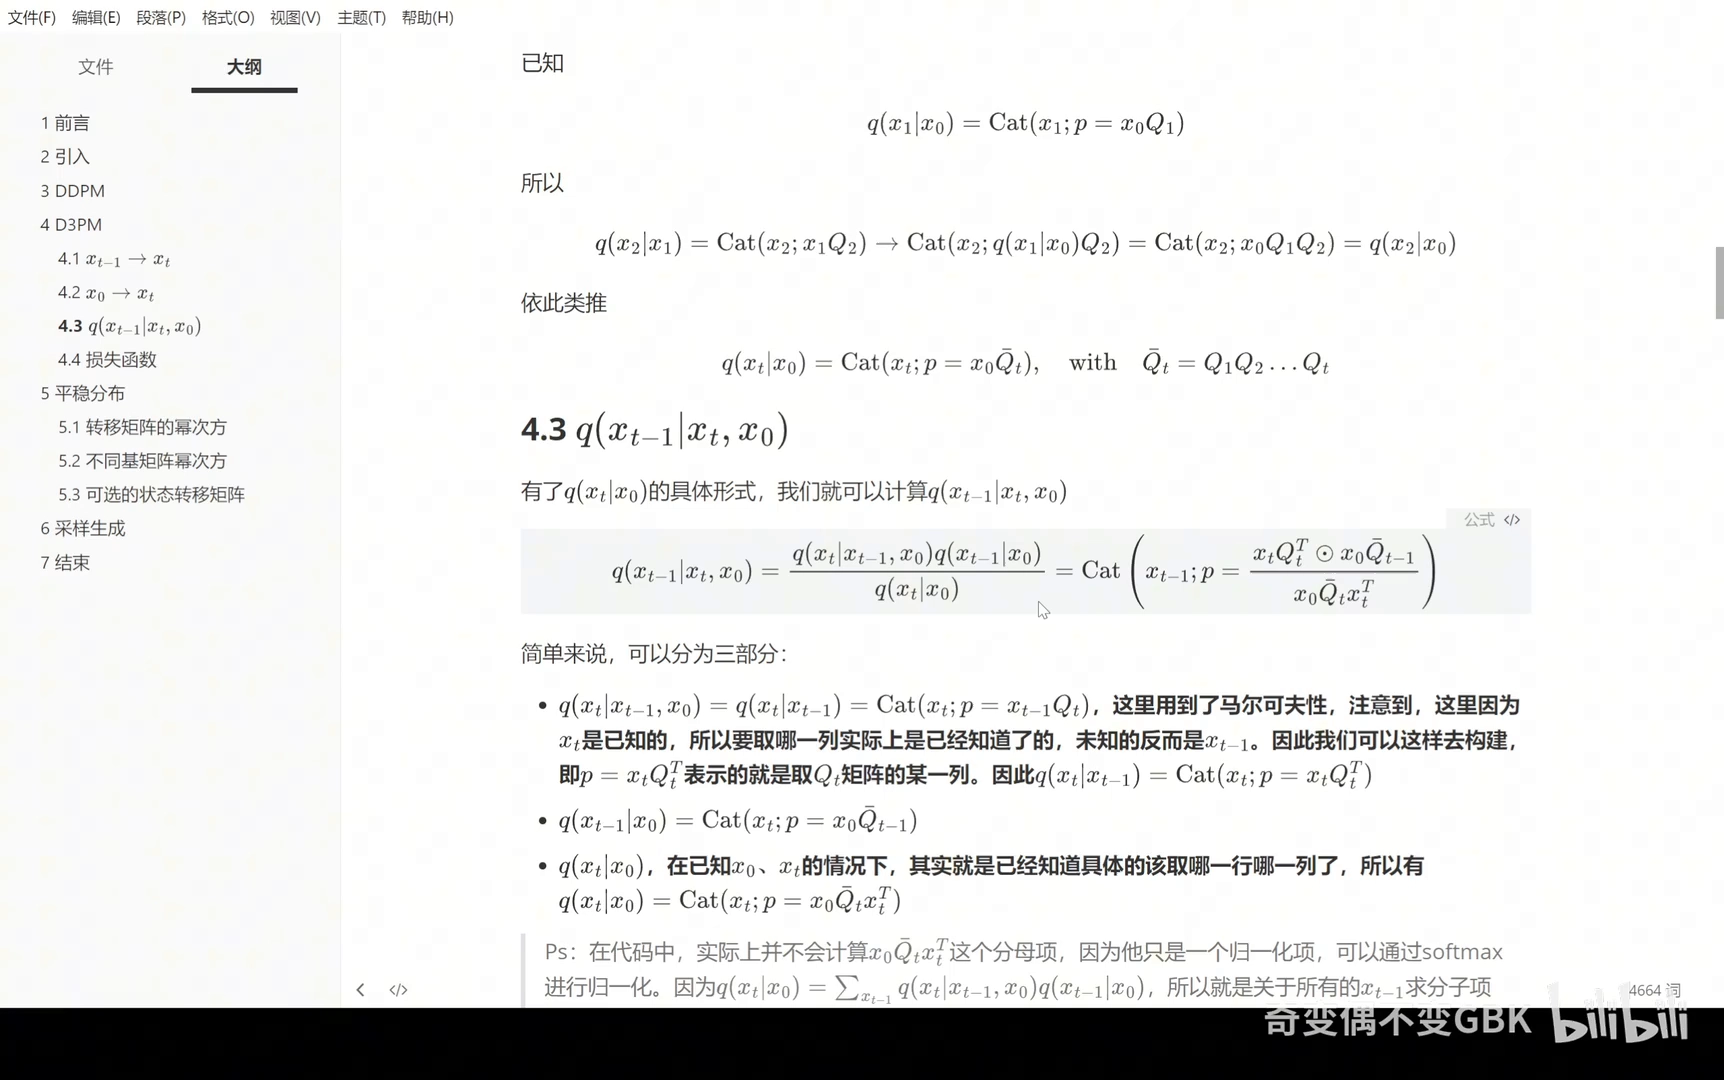 文件(F) 编辑(E) 段落(P) 格式(O) 视图(V) 主题(T) 帮助(H)
文件 大纲
1 前言
2 引入
3 DDPM
4 D3PM
4.1 x_{t-1} → x_t
4.2 x_0 → x_t
4.3 q(x_{t-1}|x_t, x_0)
4.4 损失函数
5 平稳分布
5.1 转移矩阵的幂次方
5.2 不同基矩阵幂次方
5.3 可选的状态转移矩阵
6 采样生成
7 结束
已知
q(x_1|x_0) = Cat(x_1; p = x_0Q_1)
所以
q(x_2|x_1) = Cat(x_2; x_1Q_2) → Cat(x_2; q(x_1|x_0)Q_2) = Cat(x_2; x_0Q_1Q_2) = q(x_2|x_0)
依此类推
q(x_t|x_0) = Cat(x_t; p = x_0Q̄_t), with Q̄_t = Q_1Q_2 … Q_t
4.3 q(x_{t-1}|x_t, x_0)
有了q(x_t|x_0)的具体形式，我们就可以计算q(x_{t-1}|x_t, x_0)
公式 </>
q(x_{t-1}|x_t, x_0) = \frac{q(x_t|x_{t-1}, x_0)q(x_{t-1}|x_0)}{q(x_t|x_0)} = Cat(x_{t-1}; p = \frac{x_tQ_t^T ⊙ x_0Q̄_{t-1}}{x_0Q̄_tx_t^T})
简单来说，可以分为三部分：
• q(x_t|x_{t-1}, x_0) = q(x_t|x_{t-1}) = Cat(x_t; p = x_{t-1}Q_t)，这里用到了马尔可夫性，注意到，这里因为
x_t是已知的，所以要取哪一列实际上是已经知道了的，未知的反而是x_{t-1}。因此我们可以这样去构建，
即p = x_tQ_t^T表示的就是取Q_t矩阵的某一列。因此q(x_t|x_{t-1}) = Cat(x_t; p = x_tQ_t^T)
• q(x_{t-1}|x_0) = Cat(x_t; p = x_0Q̄_{t-1})
• q(x_t|x_0)，在已知x_0、x_t的情况下，其实就是已经知道具体的该取哪一行哪一列了，所以有
q(x_t|x_0) = Cat(x_t; p = x_0Q̄_tx_t^T)
Ps：在代码中，实际上并不会计算x_0Q̄_tx_t^T这个分母项，因为他只是一个归一化项，可以通过softmax
进行归一化。因为q(x_t|x_0) = ∑_{x_{t-1}} q(x_t|x_{t-1}, x_0)q(x_{t-1}|x_0)，所以就是关于所有的x_{t-1}求分子项
< </> 4664 词
奇变偶不变GBK bilibili